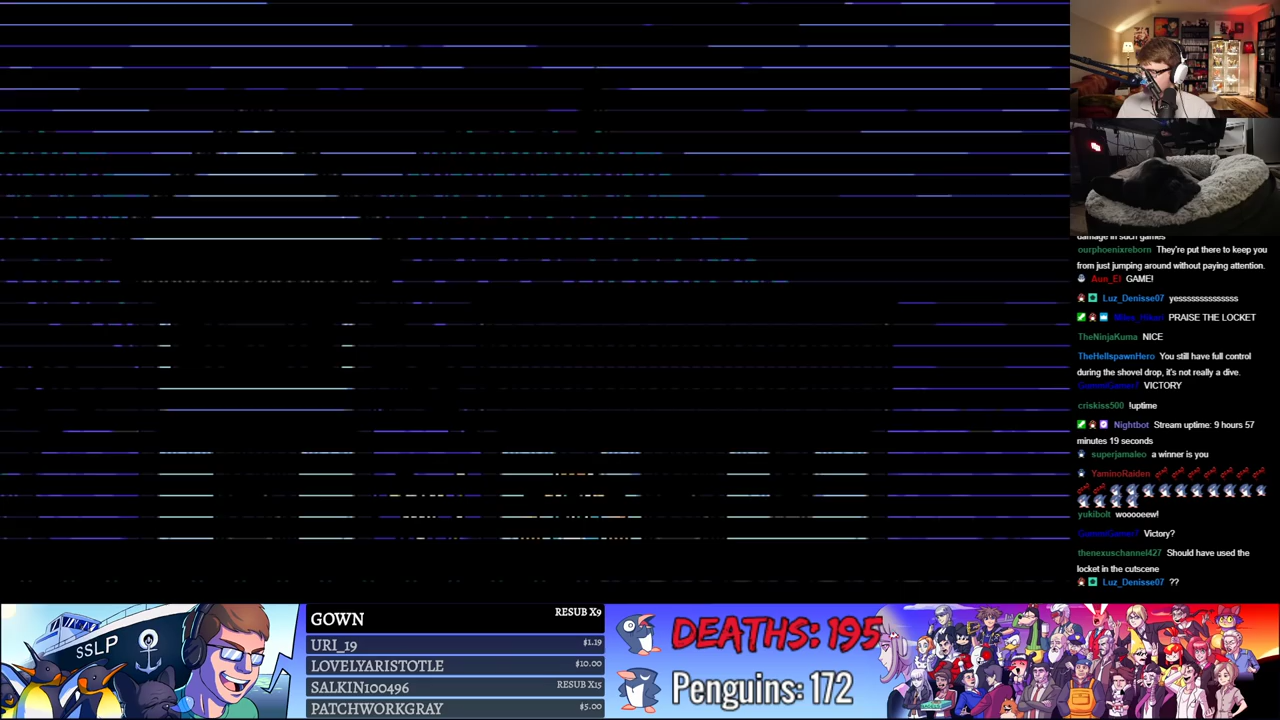 damage in such games
ourphoenixreborn They're put there to keep you
from just jumping around without paying attention.
Aun_El GAME!
Luz_Denisse07 yesssssssssssss
PRAISE THE LOCKET
TheNinjaKuma NICE
TheHellspawnHero You still have full control
during the shovel drop, it's not really a dive.
VICTORY
criskiss500 !uptime
Nightbot Stream uptime: 9 hours 57
minutes 19 seconds
superjamaleo a winner is you
YaminoRaiden
yukibolt wooooeew!
Victory?
thenexuschannel427 Should have used the
locket in the cutscene
Luz_Denisse07 ??
SSLP
GOWN RESUB X9
URI_19 $1.19
LOVELYARISTOTLE $10.00
SALKIN100496 RESUB X15
PATCHWORKGRAY $5.00
DEATHS: 195
Penguins: 172